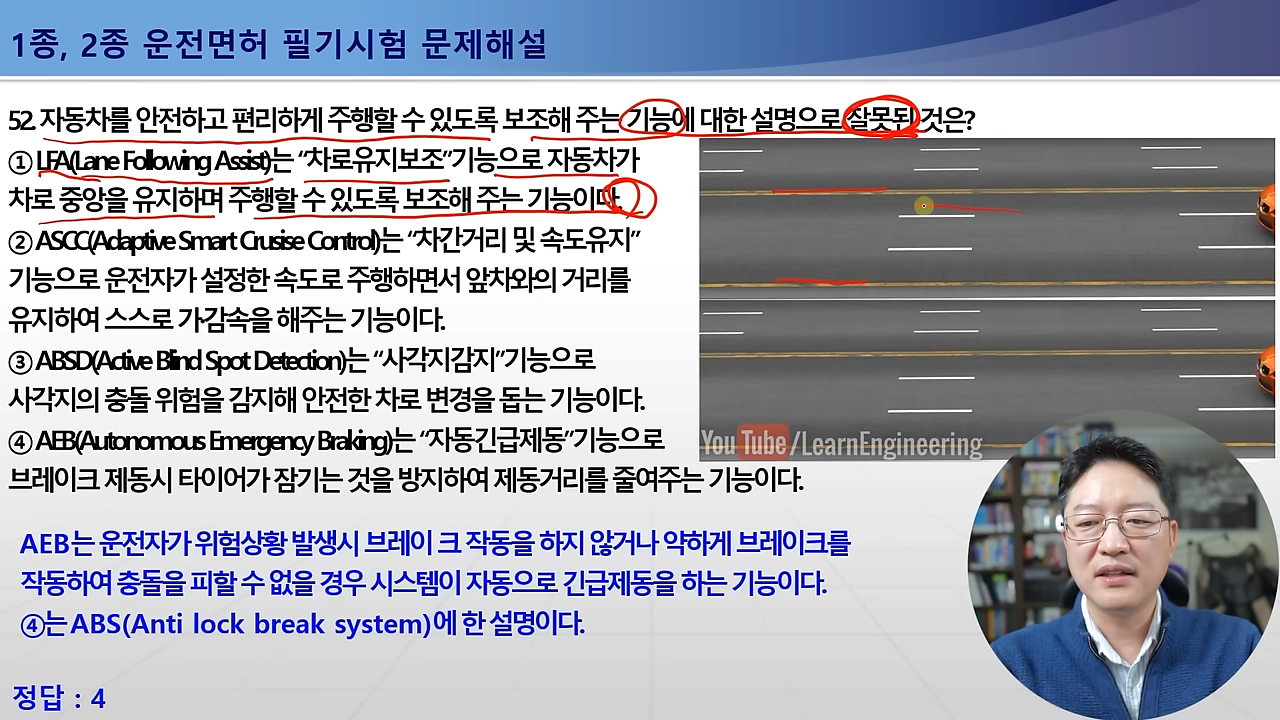 1종, 2종 운전면허 필기시험 문제해설
52. 자동차를 안전하고 편리하게 주행할 수 있도록 보조해 주는 기능에 대한 설명으로 잘못된 것은?
① LFA(Lane Following Assist)는 “차로유지보조”기능으로 자동차가
차로 중앙을 유지하며 주행할 수 있도록 보조해 주는 기능이다.
② ASCC(Adaptive Smart Crusise Control)는 “차간거리 및 속도유지”
기능으로 운전자가 설정한 속도로 주행하면서 앞차와의 거리를
유지하여 스스로 가·감속을 해주는 기능이다.
③ ABSD(Active Blind Spot Detection)는 “사각지감지”기능으로
사각지의 충돌 위험을 감지해 안전한 차로 변경을 돕는 기능이다.
④ AEB(Autonomous Emergency Braking)는 “자동긴급제동”기능으로
브레이크 제동시 타이어가 잠기는 것을 방지하여 제동거리를 줄여주는 기능이다.
You Tube /LearnEngineering
AEB는 운전자가 위험상황 발생시 브레이 크 작동을 하지 않거나 약하게 브레이크를
작동하여 충돌을 피할 수 없을 경우 시스템이 자동으로 긴급제동을 하는 기능이다.
④는 ABS(Anti lock break system)에 한 설명이다.
정답 : 4